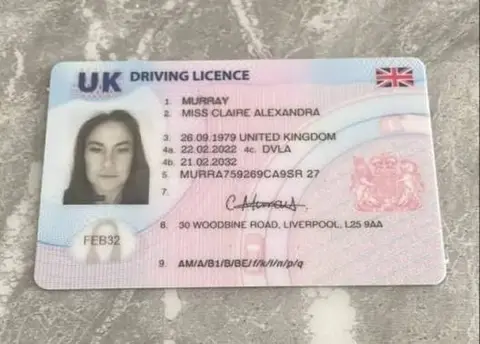 UK DRIVING LICENCE
1. MURRAY
2. MISS CLAIRE ALEXANDRA
3. 26.09.1979 UNITED KINGDOM
4a. 22.02.2022 4c. DVLA
4b. 21.02.2032
5. MURRA759269CA9SR 27
7.
FEB32
8. 30 WOODBINE ROAD, LIVERPOOL, L25 9AA
9. AM/A/B1/B/BE/f/k/l/n/p/q